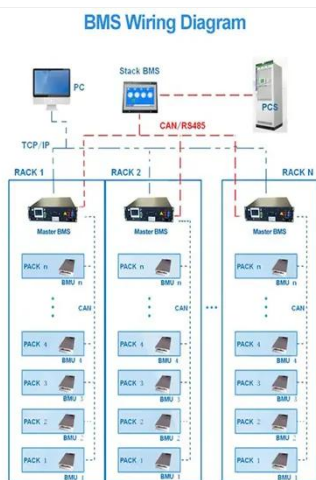 BMS Wiring Diagram
PC
Stack BMS
PCS
CAN/RS485
TCP/IP
RACK 1
RACK 2
RACK N
Master BMS
Master BMS
Master BMS
PACK n
BMU n
PACK n
BMU n
PACK n
BMU n
CAN
CAN
...
CAN
PACK 4
BMU 4
PACK 4
BMU 4
PACK 4
BMU 4
PACK 3
BMU 3
PACK 3
BMU 3
PACK 3
BMU 3
PACK 2
BMU 2
PACK 2
BMU 2
PACK 2
BMU 2
PACK 1
BMU 1
PACK 1
BMU 1
PACK 1
BMU 1